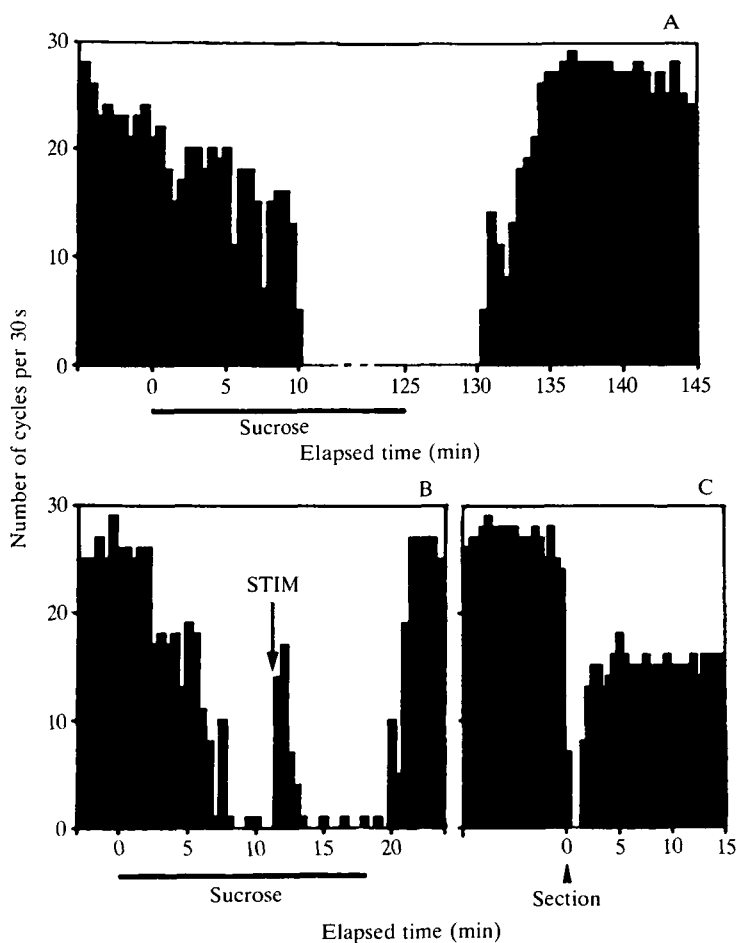 A
30
20
10
0
0 5 10 125 130 135 140 145
Sucrose
Elapsed time (min)
Number of cycles per 30 s
B C
30
20
10
0
STIM
0 5 10 15 20 0 5 10 15
Sucrose Section
Elapsed time (min)